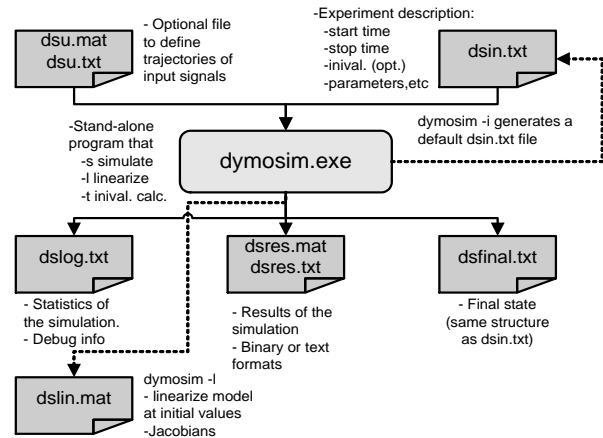 dsu.mat
dsu.txt
- Optional file
to define
trajectories of
input signals
-Experiment description:
-start time
-stop time
-inival. (opt.)
-parameters,etc
dsin.txt
-Stand-alone
program that
-s simulate
-l linearize
-t inival. calc.
dymosim.exe
dymosim -i generates a
default dsin.txt file
dslog.txt
- Statistics of
the simulation.
- Debug info
dsres.mat
dsres.txt
- Results of the
simulation
- Binary or text
formats
dsfinal.txt
- Final state
(same structure
as dsin.txt)
dslin.mat
dymosim -l
- linearize model
at initial values
-Jacobians